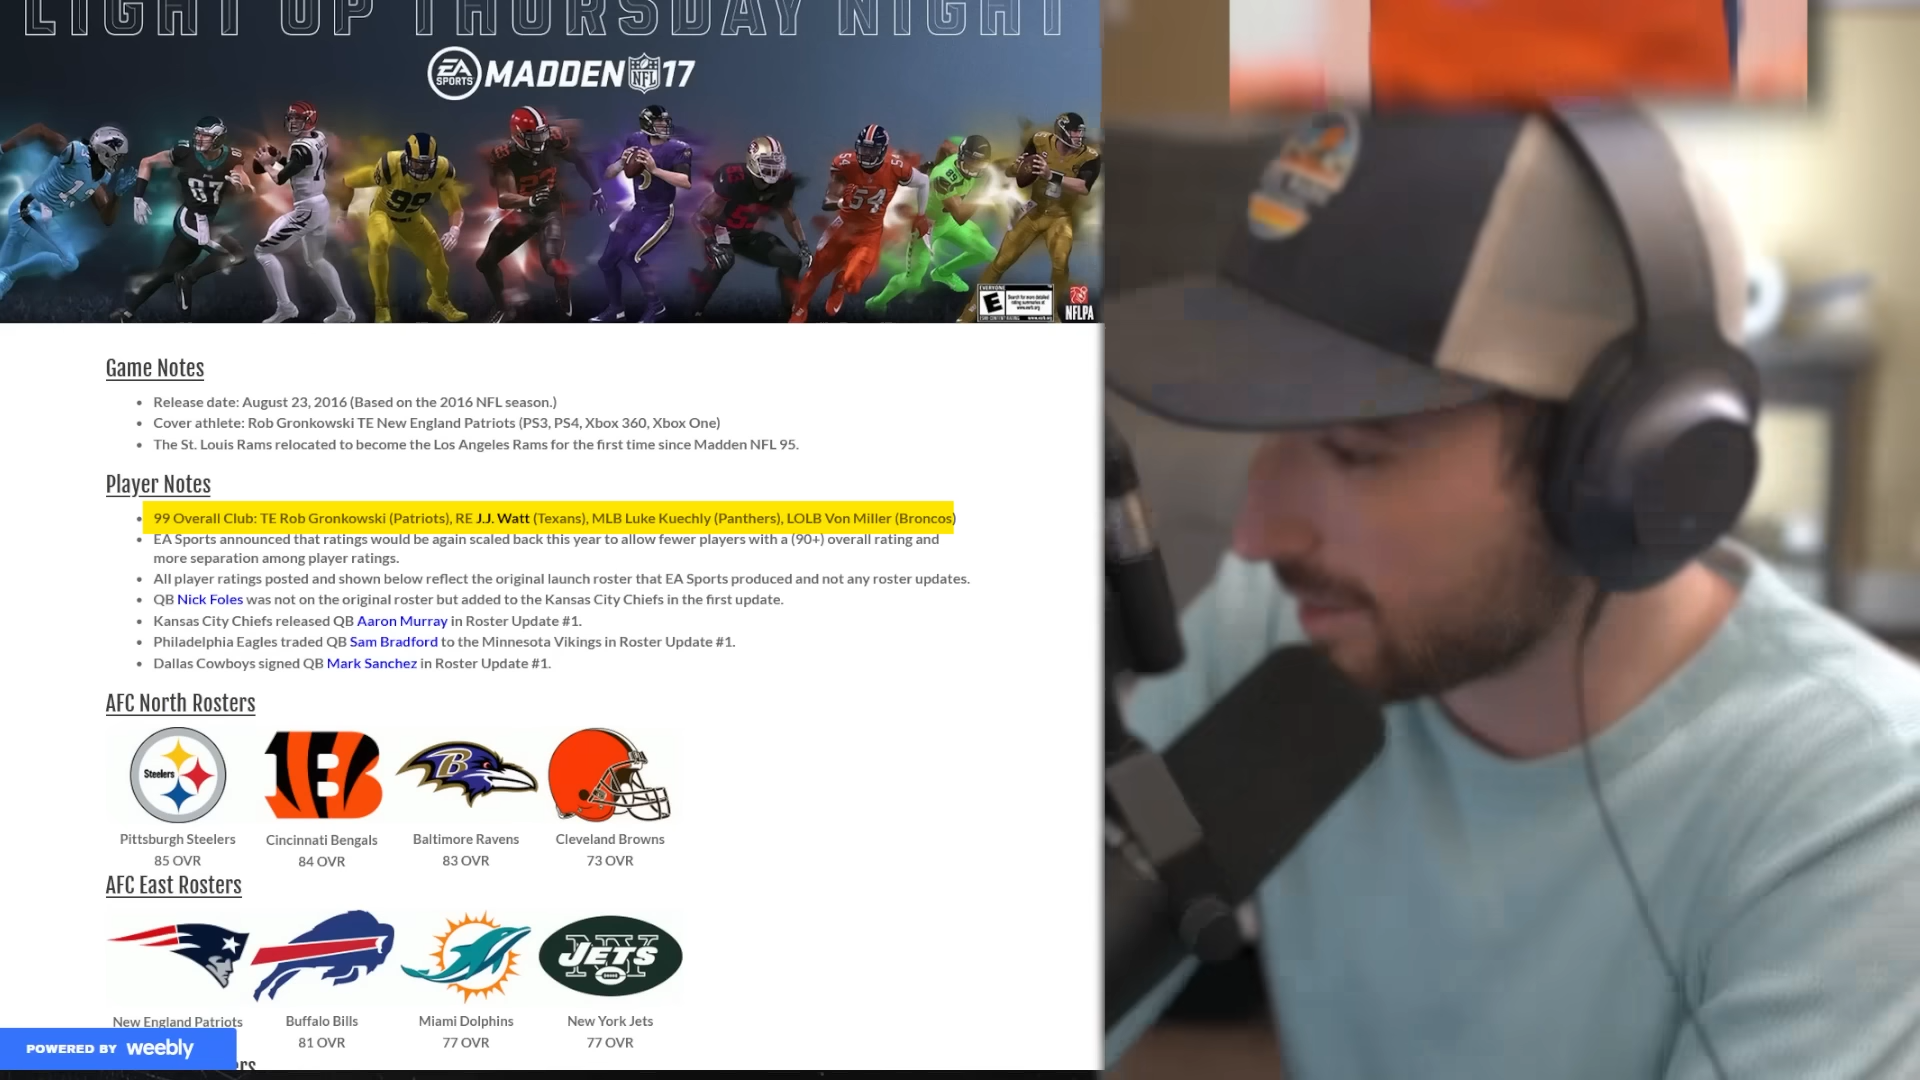 LIGHT UP THURSDAY NIGHT
EA SPORTS MADDEN NFL 17
87
99
54
54
89
EVERYONE
E
NFLPA
Game Notes
• Release date: August 23, 2016 (Based on the 2016 NFL season.)
• Cover athlete: Rob Gronkowski TE New England Patriots (PS3, PS4, Xbox 360, Xbox One)
• The St. Louis Rams relocated to become the Los Angeles Rams for the first time since Madden NFL 95.
Player Notes
• 99 Overall Club: TE Rob Gronkowski (Patriots), RE J.J. Watt (Texans), MLB Luke Kuechly (Panthers), LOLB Von Miller (Broncos)
• EA Sports announced that ratings would be again scaled back this year to allow fewer players with a (90+) overall rating and
more separation among player ratings.
• All player ratings posted and shown below reflect the original launch roster that EA Sports produced and not any roster updates.
• QB Nick Foles was not on the original roster but added to the Kansas City Chiefs in the first update.
• Kansas City Chiefs released QB Aaron Murray in Roster Update #1.
• Philadelphia Eagles traded QB Sam Bradford to the Minnesota Vikings in Roster Update #1.
• Dallas Cowboys signed QB Mark Sanchez in Roster Update #1.
AFC North Rosters
Steelers
B
B
Pittsburgh Steelers Cincinnati Bengals Baltimore Ravens Cleveland Browns
85 OVR 84 OVR 83 OVR 73 OVR
AFC East Rosters
NY JETS
New England Patriots Buffalo Bills Miami Dolphins New York Jets
81 OVR 77 OVR 77 OVR
POWERED BY weebly